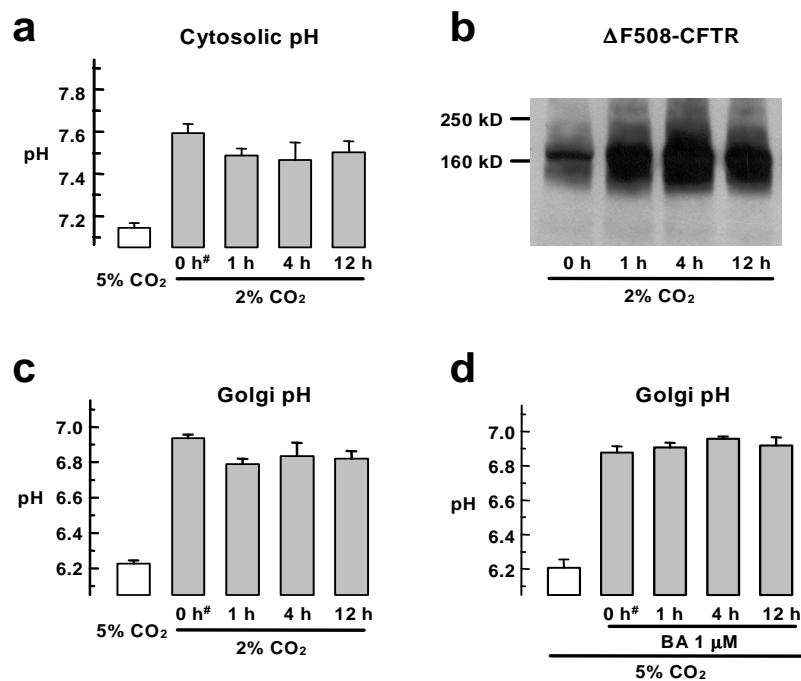 a
Cytosolic pH
7.8
7.6
pH
7.4
7.2
5% CO₂
0 h# 1 h 4 h 12 h
2% CO₂
b
ΔF508-CFTR
250 kD
160 kD
0 h 1 h 4 h 12 h
2% CO₂
c
Golgi pH
7.0
6.8
pH
6.6
6.4
6.2
5% CO₂
0 h# 1 h 4 h 12 h
2% CO₂
d
Golgi pH
7.0
6.8
pH
6.6
6.4
6.2
0 h# 1 h 4 h 12 h
BA 1 μM
5% CO₂